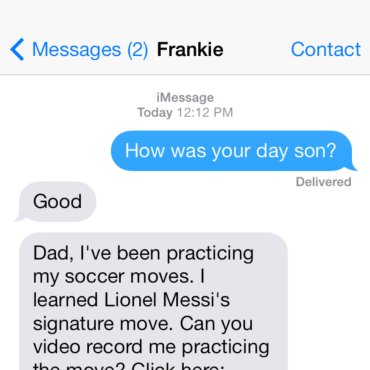 Messages (2) Frankie Contact
iMessage
Today 12:12 PM
How was your day son?
Delivered
Good
Dad, I've been practicing
my soccer moves. I
learned Lionel Messi's
signature move. Can you
video record me practicing
the move? Click here: